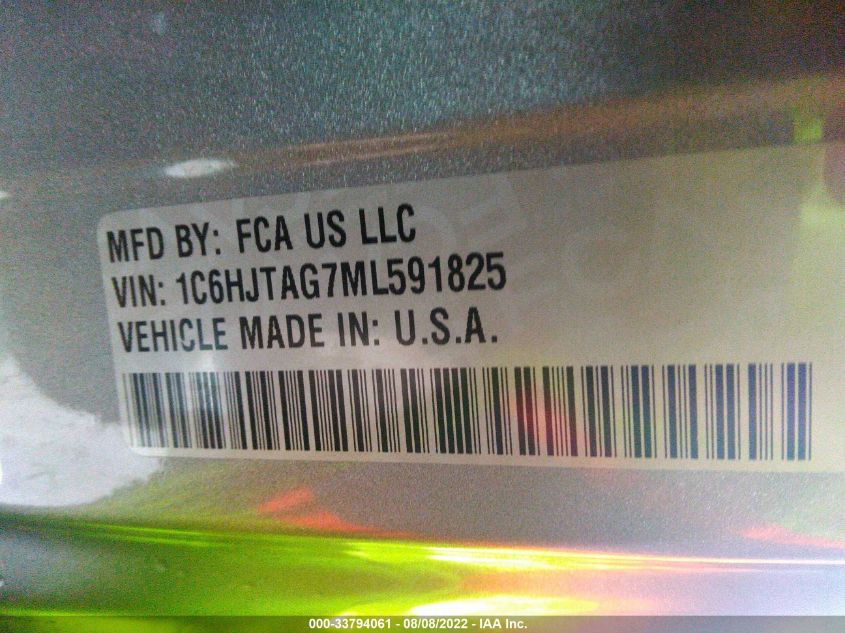 MFD BY: FCA US LLC
VIN: 1C6HJTAG7ML591825
VEHICLE MADE IN: U.S.A.
000-33794061 - 08/08/2022 - IAA Inc.